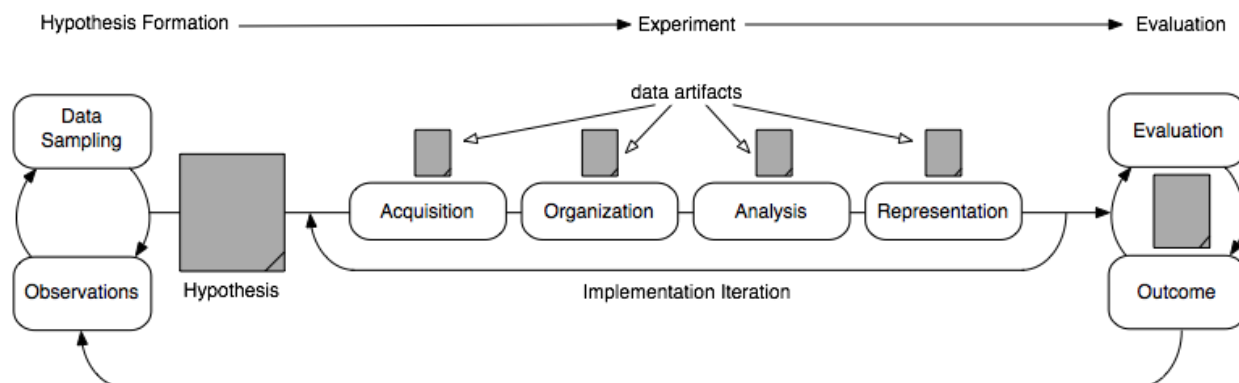 Hypothesis Formation
Experiment
Evaluation
data artifacts
Data
Sampling
Evaluation
Acquisition
Organization
Analysis
Representation
Observations
Hypothesis
Implementation Iteration
Outcome